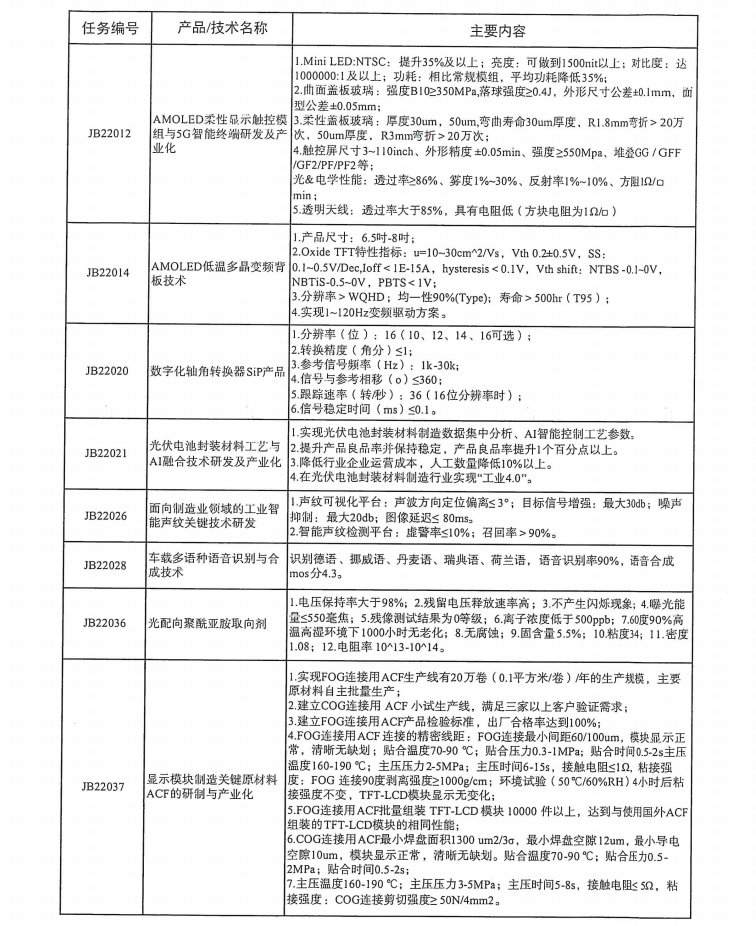 任务编号
产品/技术名称
主要内容
JB22012
AMOLED柔性显示触控模
组与5G智能终端研发及产
业化
1.Mini LED:NTSC：提升35%及以上；亮度：可做到1500nit以上；对比度：达
1000000:1及以上；功耗：相比常规模组，平均功耗降低35%；
2.曲面盖板玻璃：强度B10≥350MPa,落球强度≥0.4J，外形尺寸公差±0.1mm，面
型公差±0.05mm；
3.柔性盖板玻璃：厚度30um，50um,弯曲寿命30um厚度，R1.8mm弯折＞20万
次，50um厚度，R3mm弯折＞20万次；
4.触控屏尺寸3~110inch、外形精度 ±0.05min、强度≥550Mpa、堆叠GG / GFF
/GF2/PF/PF2等；
光&电学性能：透过率≥86%、雾度1%~30%、反射率1%~10%、方阻1Ω/□
min；
5.透明天线：透过率大于85%，具有电阻低（方块电阻为1Ω/□）
JB22014
AMOLED低温多晶变频背
板技术
1.产品尺寸：6.5吋-8吋；
2.Oxide TFT特性指标：u=10~30cm^2/Vs，Vth 0.2±0.5V，SS：
0.1~0.5V/Dec,Ioff＜1E-15A，hysteresis＜0.1V，Vth shift：NTBS -0.1~0V，
NBTiS-0.5~0V，PBTS＜1V；
3.分辨率＞WQHD；均一性90%(Type)；寿命＞500hr（T95）；
4.实现1~120Hz变频驱动方案。
JB22020
数字化轴角转换器SiP产品
1.分辨率（位）：16（10、12、14 、16可选）；
2.转换精度（角分）≤1；
3.参考信号频率（Hz）：1k-30k；
4.信号与参考相移（o）≤360；
5.跟踪速率（转/秒）：36（16位分辨率时）；
6.信号稳定时间（ms）≤0.1。
JB22021
光伏电池封装材料工艺与
AI融合技术研发及产业化
1.实现光伏电池封装材料制造数据集中分析、AI智能控制工艺参数。
2.提升产品良品率并保持稳定，产品良品率提升1个百分点以上。
3.降低行业企业运营成本，人工数量降低10%以上。
4.在光伏电池封装材料制造行业实现“工业4.0”。
JB22026
面向制造业领域的工业智
能声纹关键技术研发
1.声纹可视化平台：声波方向定位偏离≤3°；目标信号增强：最大30db；噪声
抑制：最大20db；图像延迟≤ 80ms。
2.智能声纹检测平台：虚警率≤10%；召回率＞90%。
JB22028
车载多语种语音识别与合
成技术
识别德语、挪威语、丹麦语、瑞典语、荷兰语，语音识别率90%，语音合成
mos分4.3。
JB22036
光配向聚酰亚胺取向剂
1.电压保持率大于98%；2.残留电压释放速率高；3.不产生闪烁现象；4.曝光能
量≤550毫焦；5.残像测试结果为0等级；6.离子浓度低于500ppb；7.60度90%高
温高湿环境下1000小时无老化；8.无腐蚀；9.固含量5.5%；10.粘度34；11.密度
1.08；12.电阻率10^13-10^14。
JB22037
显示模块制造关键原材料
ACF的研制与产业化
1.实现FOG连接用ACF生产线有20万卷（0.1平方米/卷）/年的生产规模，主要
原材料自主批量生产；
2.建立COG连接用 ACF 小试生产线，满足三家以上客户验证需求；
3.建立FOG连接用ACF产品检验标准，出厂合格率达到100%；
4.FOG连接用ACF连接的精密线距：FOG连接最小间距60/100um，模块显示正
常，清晰无缺划；贴合温度70-90 ℃；贴合压力0.3-1MPa；贴合时间0.5-2s主压
温度160-190 ℃；主压压力2-5MPa；主压时间6-15s，接触电阻≤1Ω, 粘接强
度：FOG 连接90度剥离强度≥1000g/cm；环境试验（50℃/60%RH）4小时后粘
接强度不变，TFT-LCD模块显示无变化；
5.FOG连接用ACF批量组装 TFT-LCD 模块 10000 件以上，达到与使用国外ACF
组装的TFT-LCD模块的相同性能；
6.COG连接用ACF最小焊盘面积1300 um2/3σ，最小焊盘空隙12um，最小导电
空隙10um，模块显示正常，清晰无缺划。贴合温度70-90 ℃；贴合压力0.5-
2MPa；贴合时间0.5-2s；
7.主压温度160-190 ℃；主压压力3-5MPa；主压时间5-8s，接触电阻≤ 5Ω，粘
接强度：COG连接剪切强度≥ 50N/4mm2。